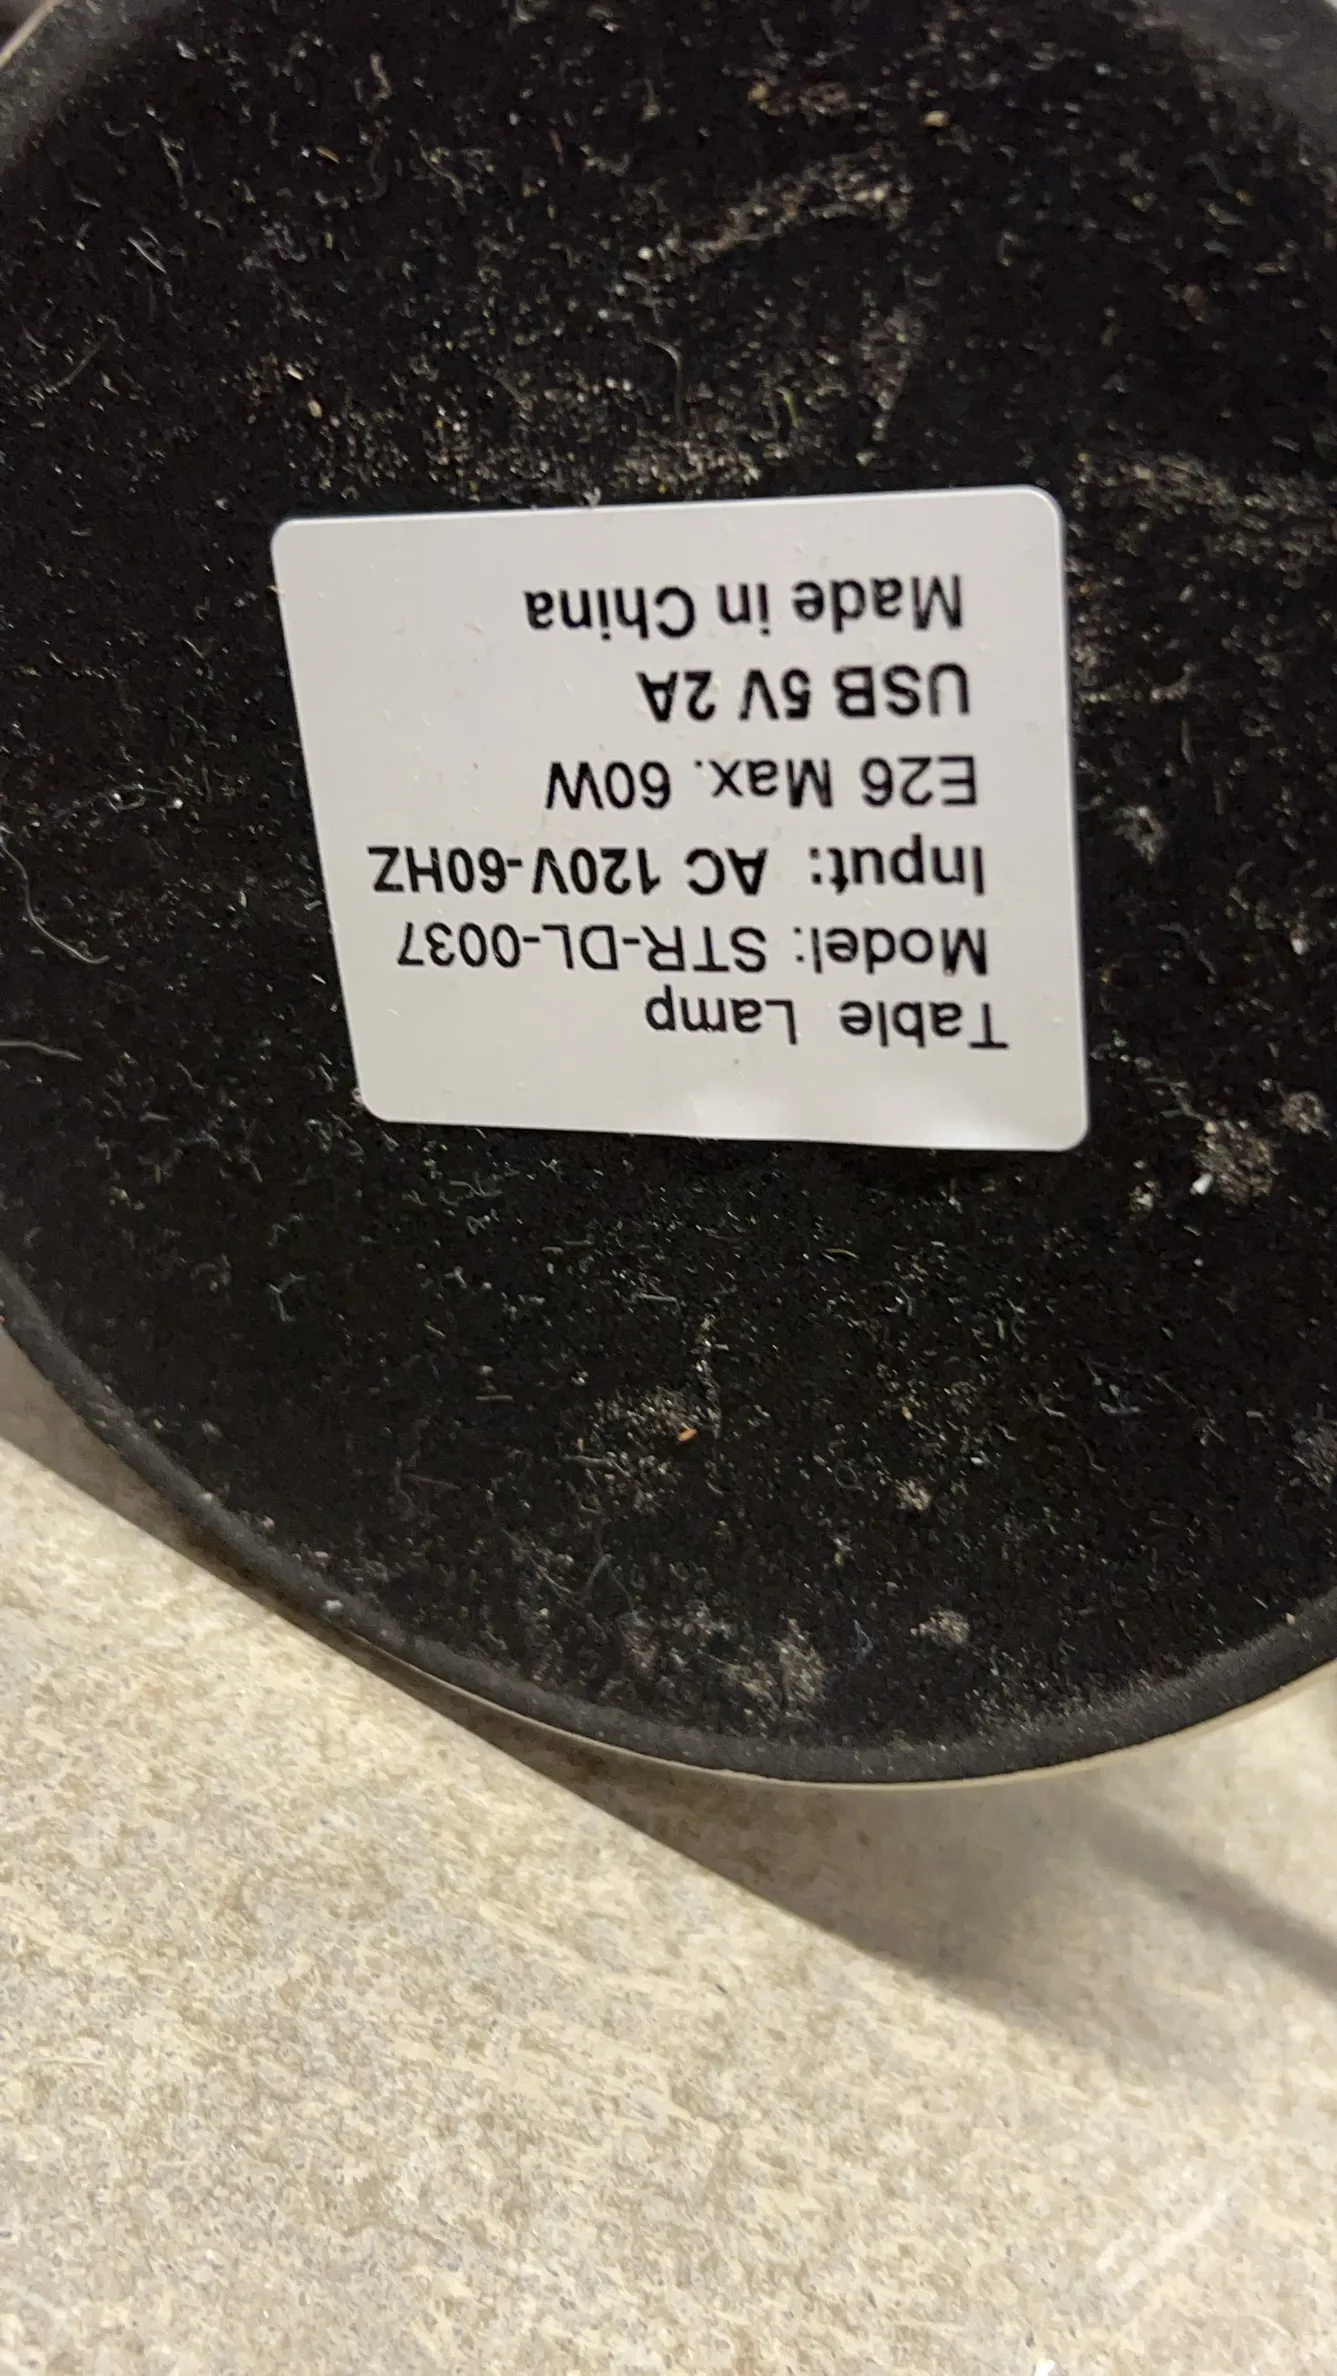 Table Lamp
Model: STR-DL-0037
Input: AC 120V-60HZ
E26 Max. 60W
USB 5V 2A
Made in China